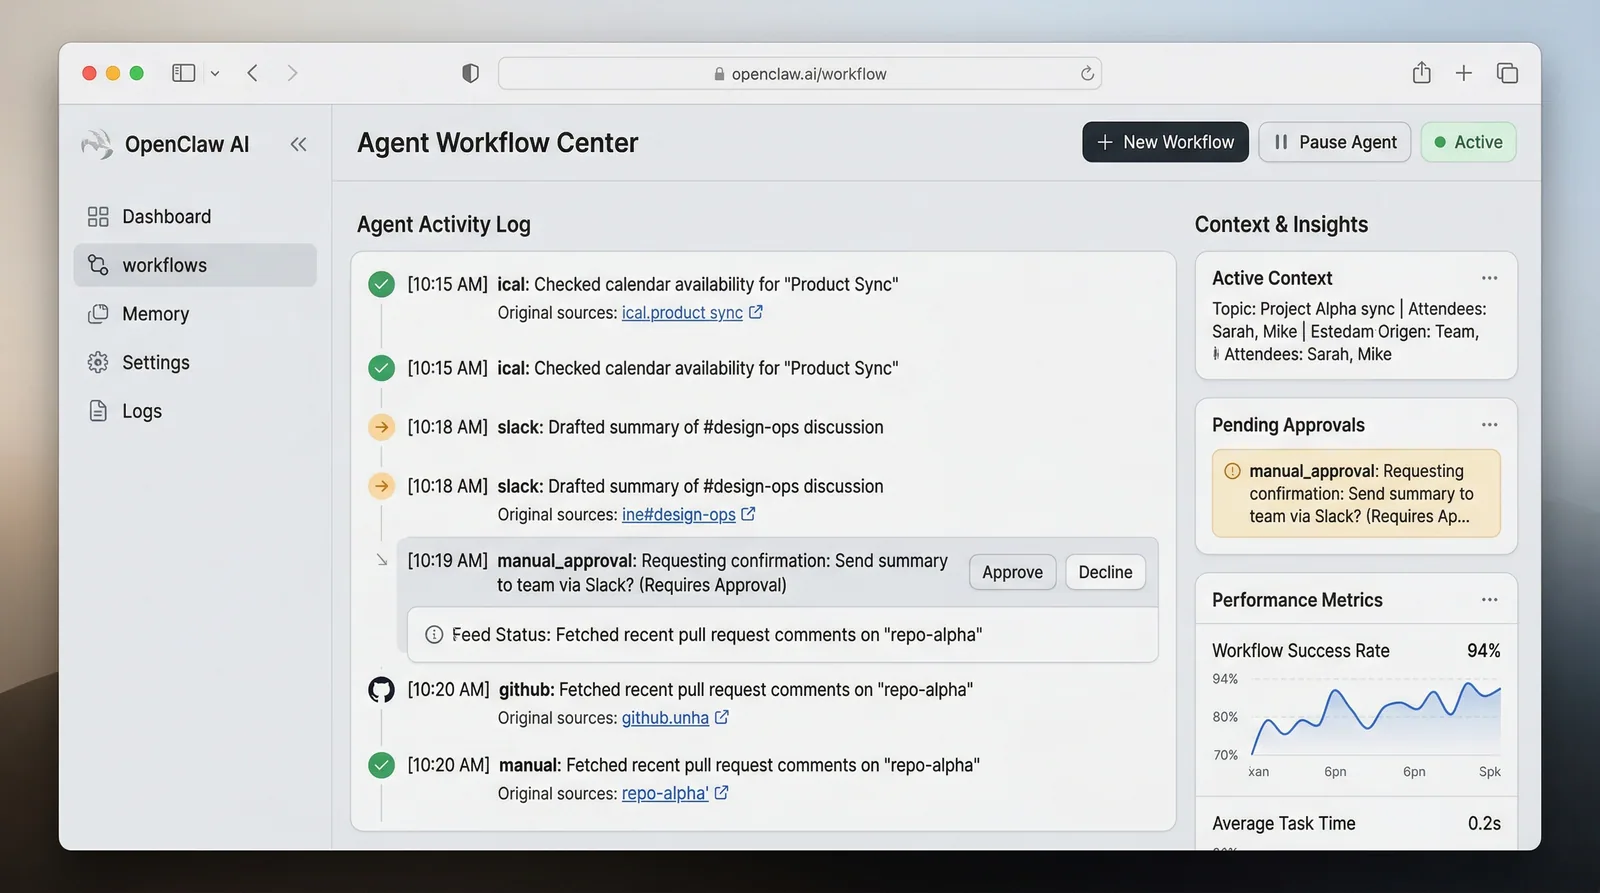 openclaw.ai/workflow
OpenClaw AI
Dashboard
workflows
Memory
Settings
Logs
Agent Workflow Center
New Workflow
Pause Agent
Active
Agent Activity Log
[10:15 AM] ical: Checked calendar availability for "Product Sync"
Original sources: ical.product sync
[10:15 AM] ical: Checked calendar availability for "Product Sync"
[10:18 AM] slack: Drafted summary of #design-ops discussion
[10:18 AM] slack: Drafted summary of #design-ops discussion
Original sources: ine#design-ops
[10:19 AM] manual_approval: Requesting confirmation: Send summary
to team via Slack? (Requires Approval)
Approve
Decline
Feed Status: Fetched recent pull request comments on "repo-alpha"
[10:20 AM] github: Fetched recent pull request comments on "repo-alpha"
Original sources: github.unha
[10:20 AM] manual: Fetched recent pull request comments on "repo-alpha"
Original sources: repo-alpha'
Context & Insights
Active Context
Topic: Project Alpha sync | Attendees:
Sarah, Mike | Estedam Origen: Team,
Attendees: Sarah, Mike
Pending Approvals
manual_approval: Requesting
confirmation: Send summary to
team via Slack? (Requires Ap...
Performance Metrics
Workflow Success Rate 94%
94%
80%
70%
xan 6pn 6pn Spk
Average Task Time 0.2s